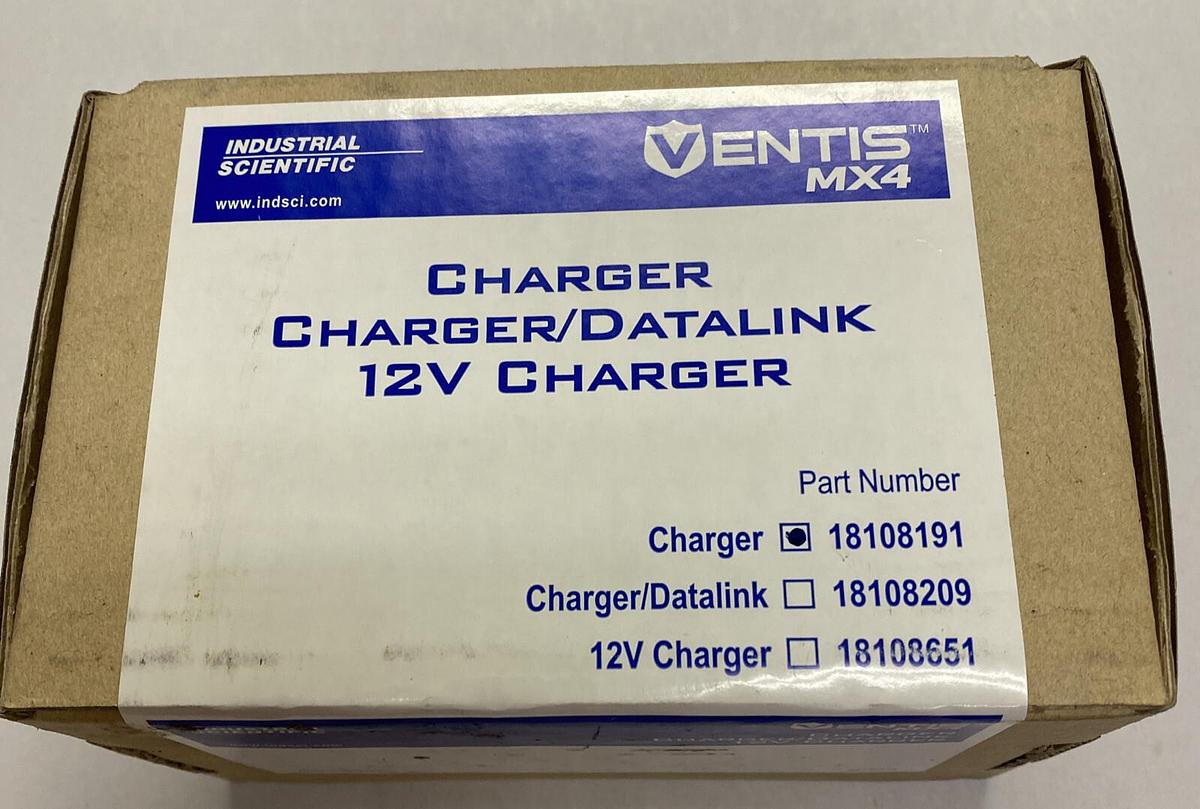 INDUSTRIAL
SCIENTIFIC
www.indsci.com
VENTIS™
MX4
CHARGER
CHARGER/DATALINK
12V CHARGER
Part Number
Charger 18108191
Charger/Datalink 18108209
12V Charger 18108651